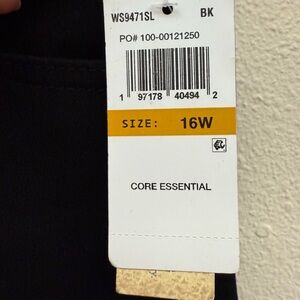 WS9471SL BK
PO# 100-00121250
1 97178 40494 2
SIZE: 16W
CORE ESSENTIAL